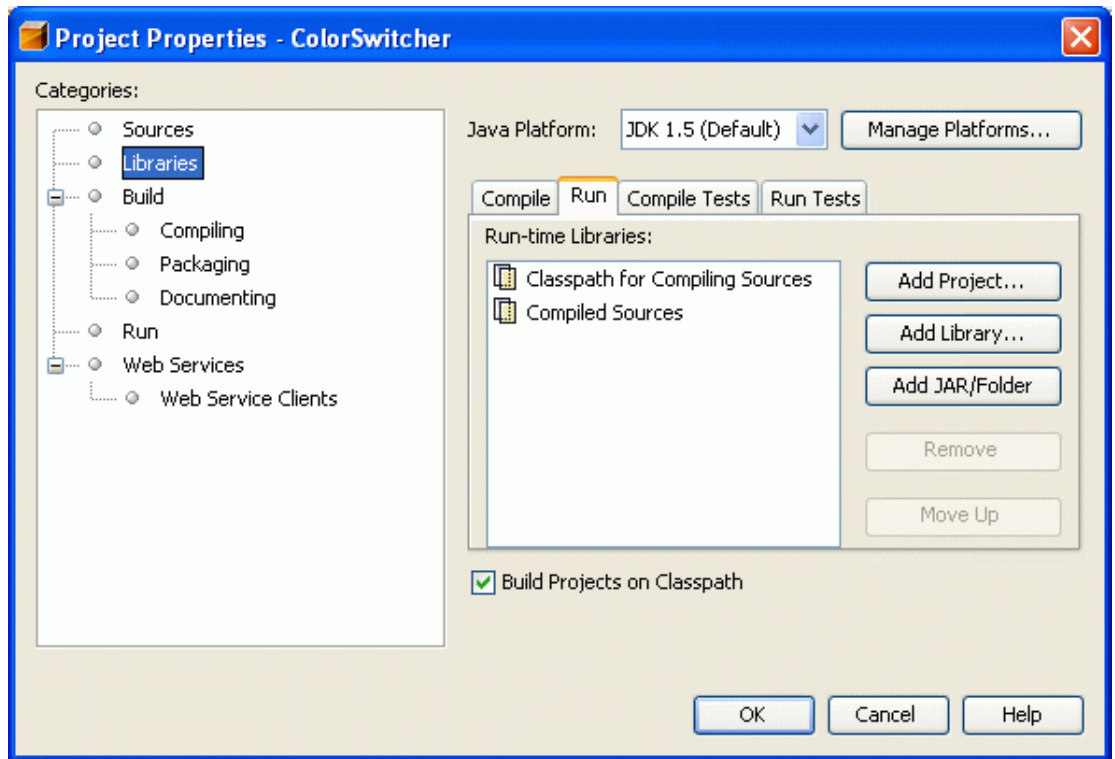 Project Properties - ColorSwitcher
Categories:
Sources
Libraries
Build
Compiling
Packaging
Documenting
Run
Web Services
Web Service Clients
Java Platform: JDK 1.5 (Default) Manage Platforms...
Compile Run Compile Tests Run Tests
Run-time Libraries:
Classpath for Compiling Sources
Compiled Sources
Add Project...
Add Library...
Add JAR/Folder
Remove
Move Up
Build Projects on Classpath
OK Cancel Help